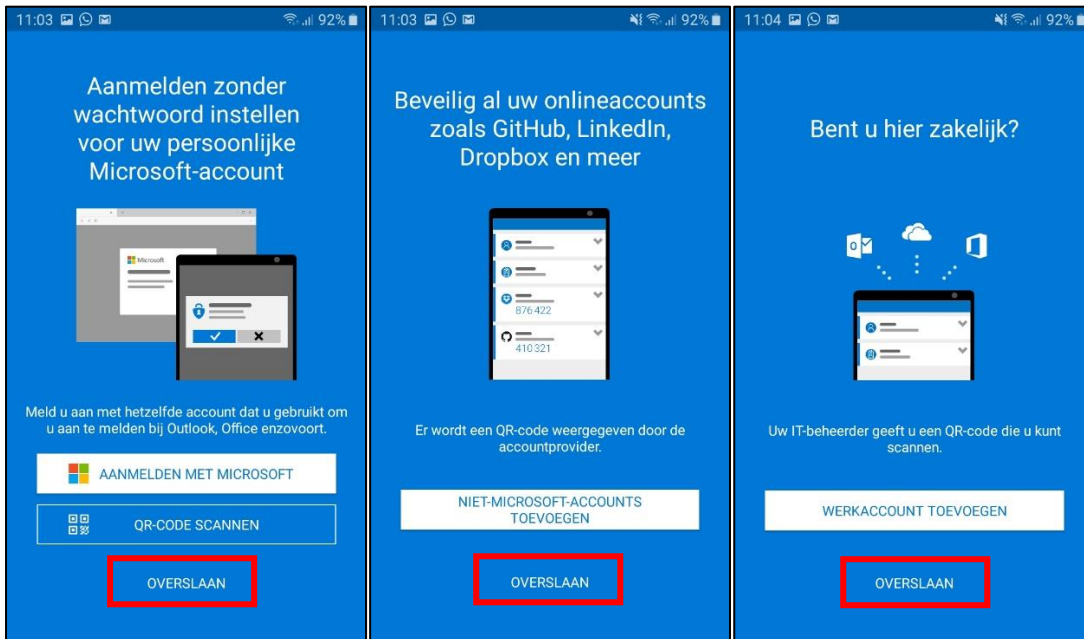 11:03 92%
Aanmelden zonder
wachtwoord instellen
voor uw persoonlijke
Microsoft-account
Microsoft
Meld u aan met hetzelfde account dat u gebruikt om
u aan te melden bij Outlook, Office enzovoort.
AANMELDEN MET MICROSOFT
QR-CODE SCANNEN
OVERSLAAN
11:03 92%
Beveilig al uw onlineaccounts
zoals GitHub, LinkedIn,
Dropbox en meer
876 422
410 321
Er wordt een QR-code weergegeven door de
accountprovider.
NIET-MICROSOFT-ACCOUNTS
TOEVOEGEN
OVERSLAAN
11:04 92%
Bent u hier zakelijk?
Uw IT-beheerder geeft u een QR-code die u kunt
scannen.
WERKACCOUNT TOEVOEGEN
OVERSLAAN